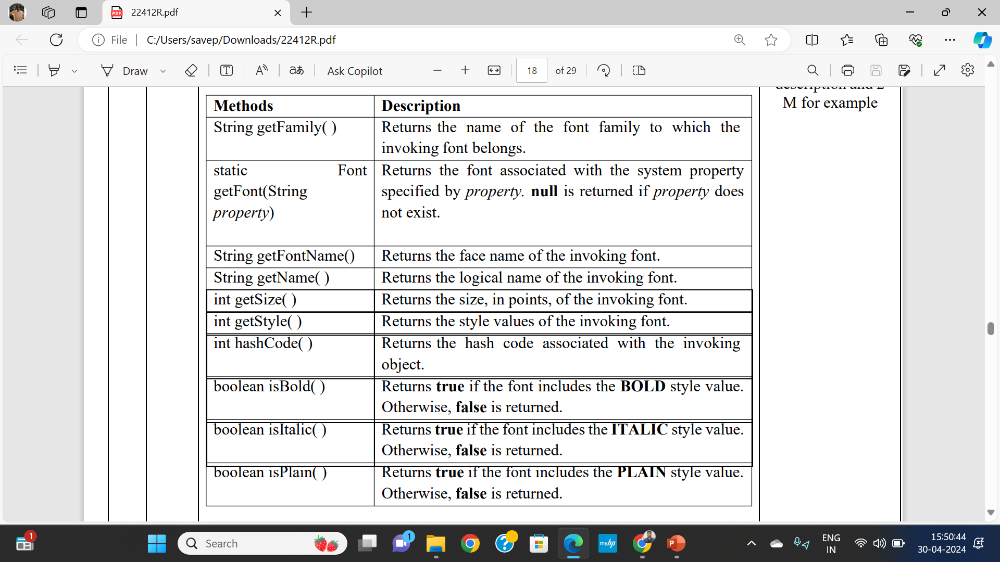 22412R.pdf
File
C:/Users/savep/Downloads/22412R.pdf
Draw
Ask Copilot
18
of 29
description and 2
M for example
Methods
Description
String getFamily( )
Returns the name of the font family to which the
invoking font belongs.
static Font
getFont(String
property)
Returns the font associated with the system property
specified by property. null is returned if property does
not exist.
String getFontName()
Returns the face name of the invoking font.
String getName( )
Returns the logical name of the invoking font.
int getSize( )
Returns the size, in points, of the invoking font.
int getStyle( )
Returns the style values of the invoking font.
int hashCode( )
Returns the hash code associated with the invoking
object.
boolean isBold( )
Returns true if the font includes the BOLD style value.
Otherwise, false is returned.
boolean isItalic( )
Returns true if the font includes the ITALIC style value.
Otherwise, false is returned.
boolean isPlain( )
Returns true if the font includes the PLAIN style value.
Otherwise, false is returned.
1
Search
1
myhp
ENG
IN
15:50:44
30-04-2024